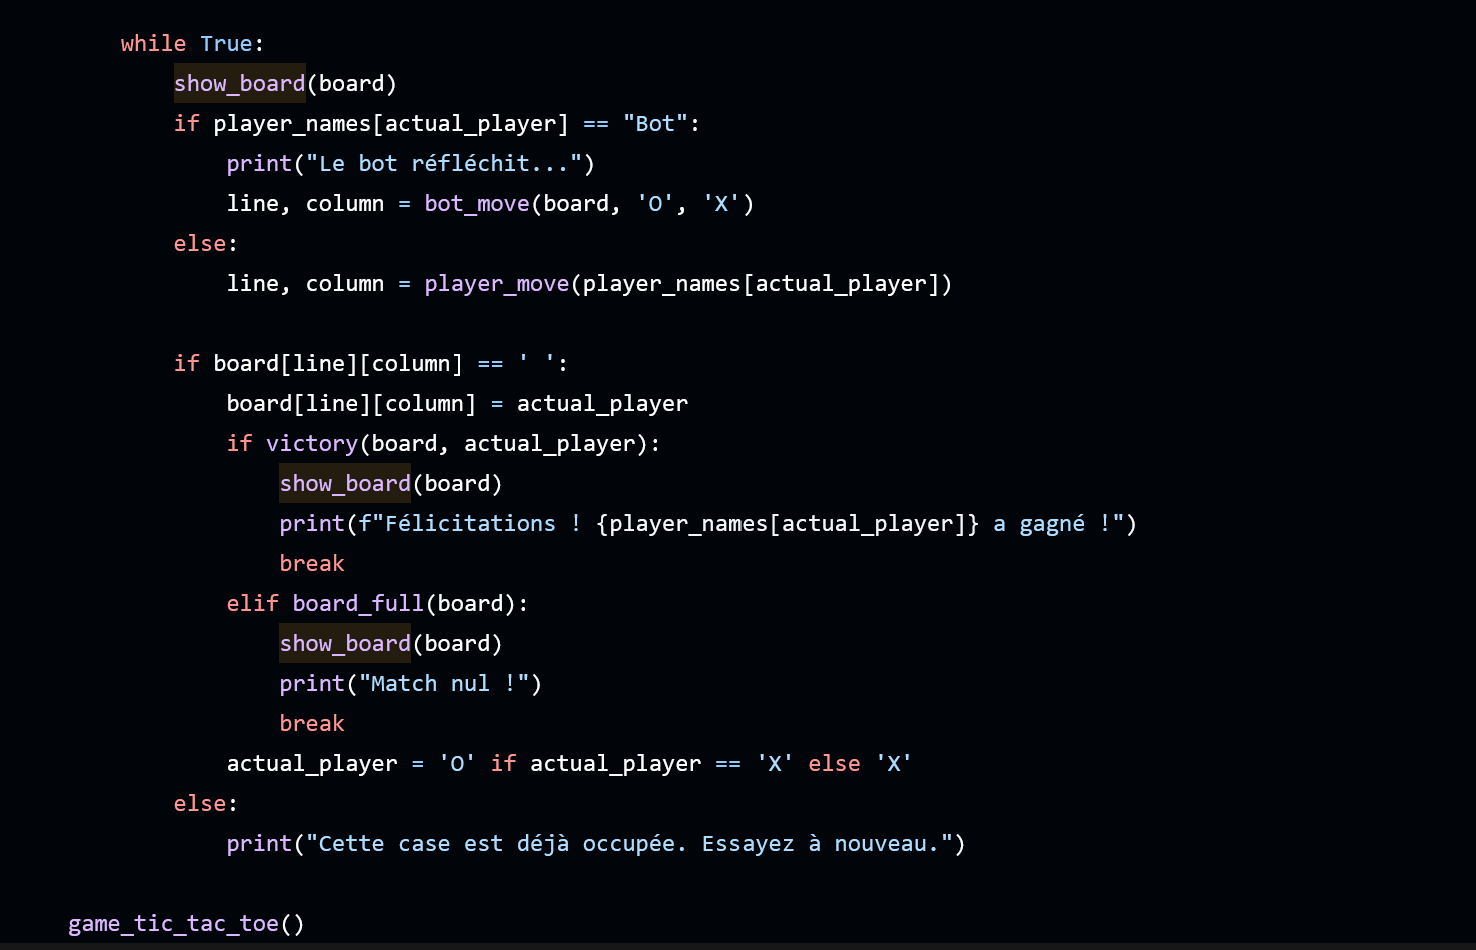 while True:
show_board(board)
if player_names[actual_player] == "Bot":
print("Le bot réfléchit...")
line, column = bot_move(board, 'O', 'X')
else:
line, column = player_move(player_names[actual_player])
if board[line][column] == ' ':
board[line][column] = actual_player
if victory(board, actual_player):
show_board(board)
print(f"Félicitations ! {player_names[actual_player]} a gagné !")
break
elif board_full(board):
show_board(board)
print("Match nul !")
break
actual_player = 'O' if actual_player == 'X' else 'X'
else:
print("Cette case est déjà occupée. Essayez à nouveau.")
game_tic_tac_toe()